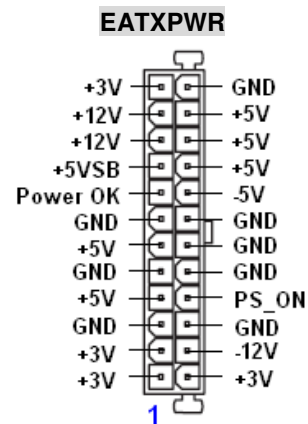 EATXPWR
+3V GND
+12V +5V
+12V +5V
+5VSB +5V
Power OK -5V
GND GND
+5V GND
GND GND
+5V PS_ON
GND GND
+3V -12V
+3V +3V
1